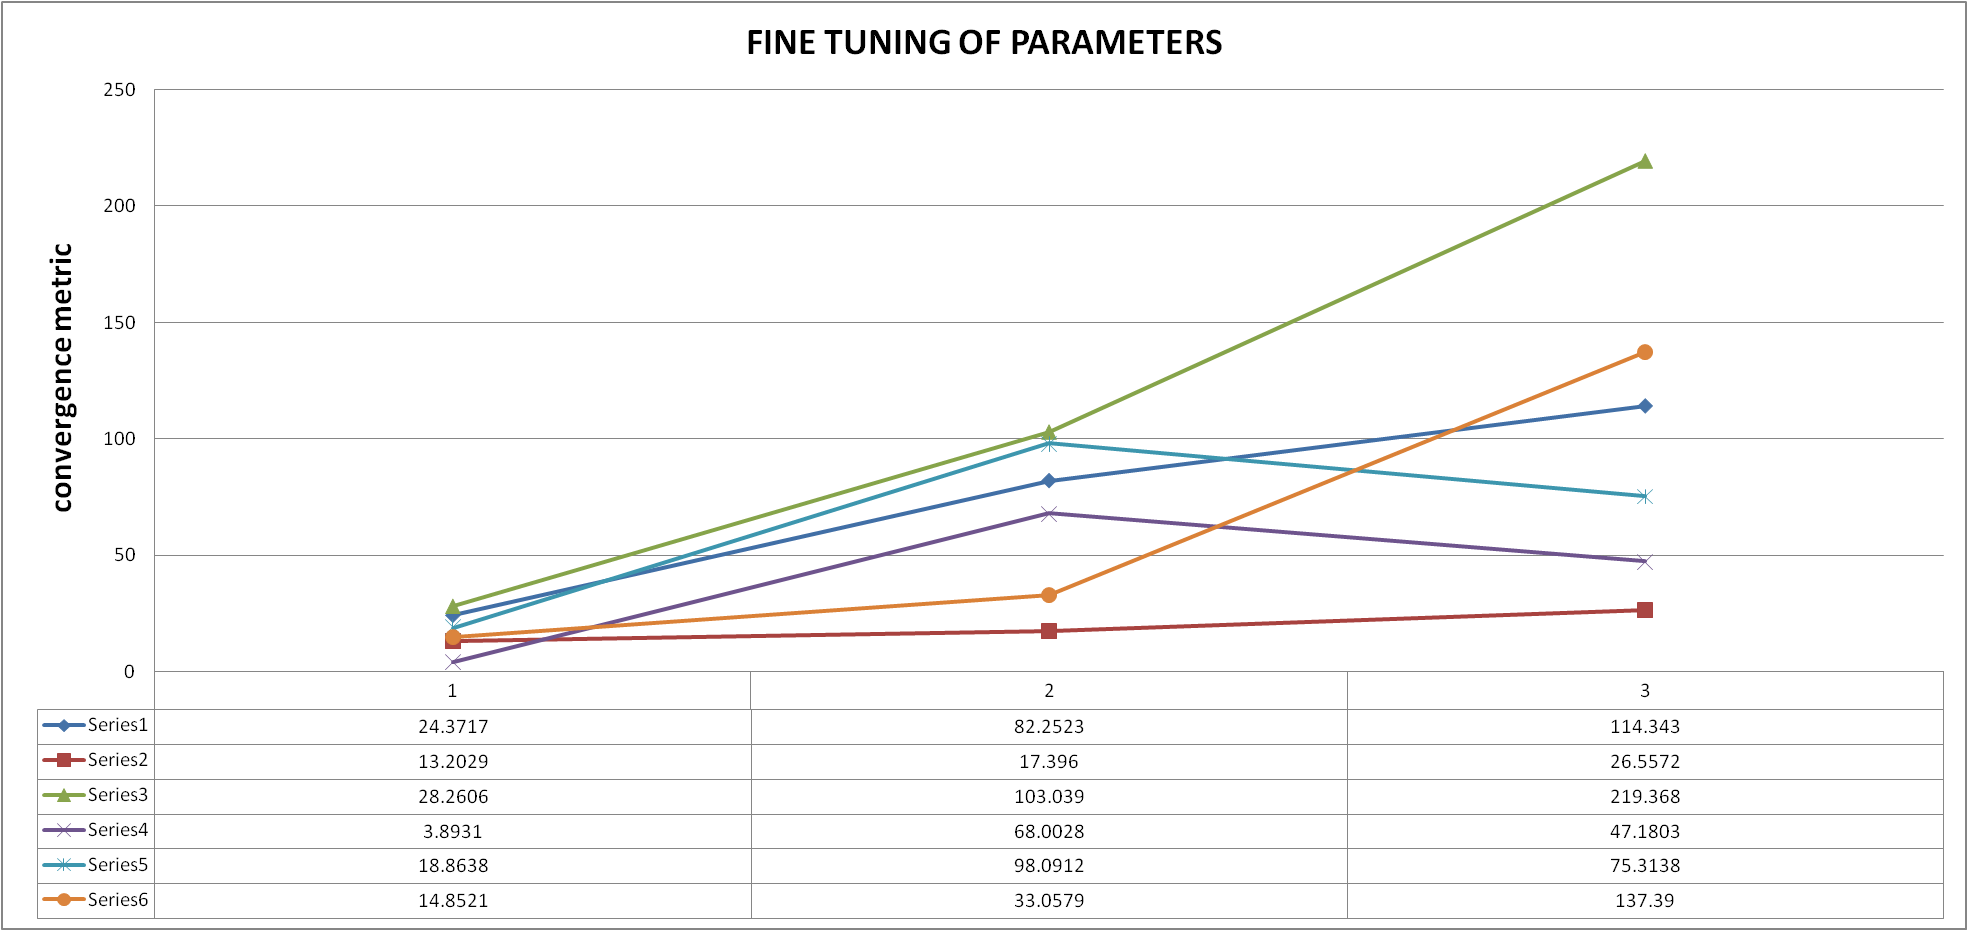 FINE TUNING OF PARAMETERS
250
200
150
100
50
0
convergence metric
1 2 3
Series1 24.3717 82.2523 114.343
Series2 13.2029 17.396 26.5572
Series3 28.2606 103.039 219.368
Series4 3.8931 68.0028 47.1803
Series5 18.8638 98.0912 75.3138
Series6 14.8521 33.0579 137.39